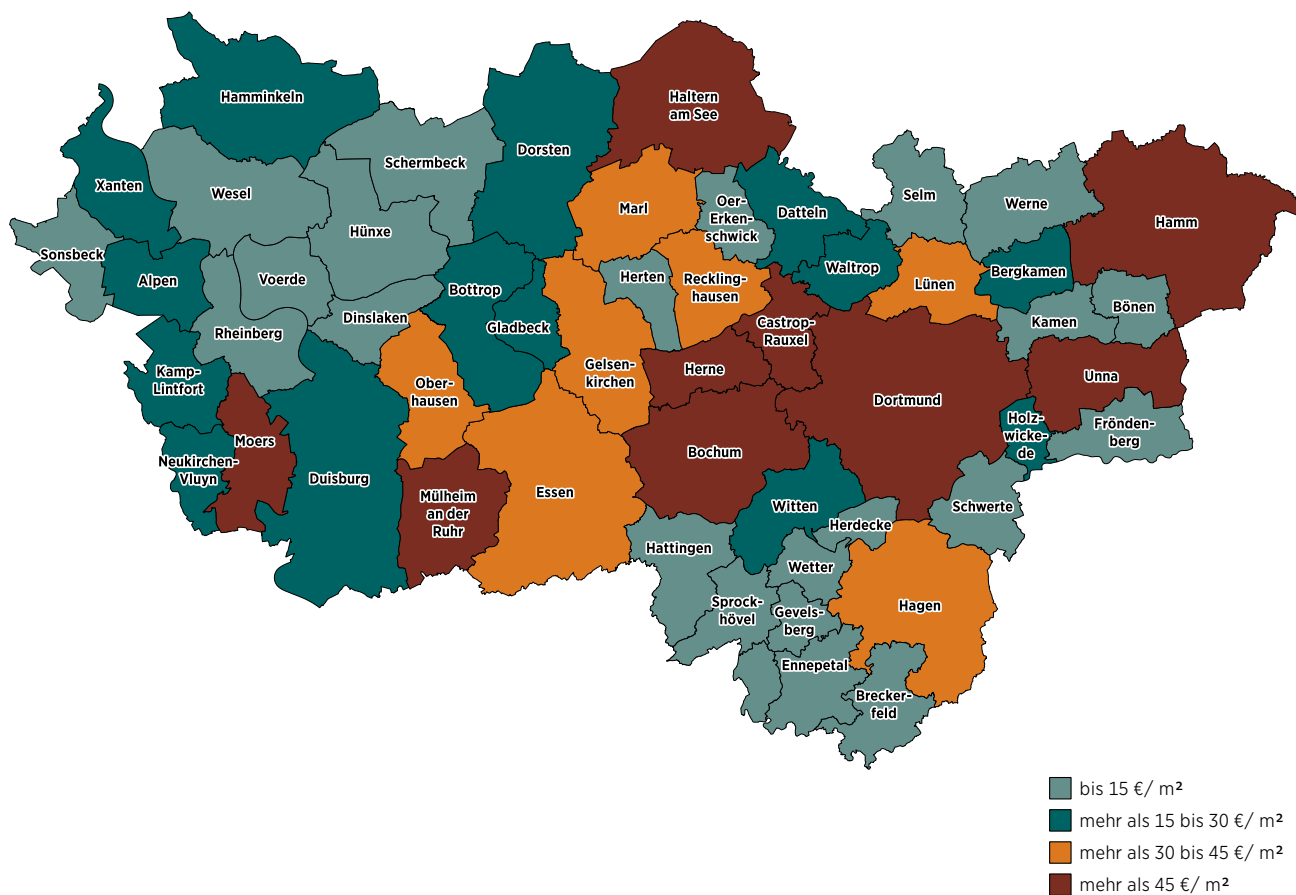 Hamminkeln
Haltern
am See
Dorsten
Schermbeck
Xanten
Wesel
Selm
Werne
Marl
Oer-
Erken-
schwick
Datteln
Hamm
Hünxe
Sonsbeck
Alpen
Voerde
Bottrop
Herten
Reckling-
hausen
Waltrop
Lünen
Bergkamen
Bönen
Kamen
Dinslaken
Gladbeck
Castrop-
Rauxel
Rheinberg
Kamp-
Lintfort
Ober-
hausen
Gelsen-
kirchen
Herne
Unna
Dortmund
Holz-
wicke-
de
Frönden-
berg
Moers
Neukirchen-
Vluyn
Duisburg
Mülheim
an der
Ruhr
Essen
Bochum
Witten
Schwerte
Herdecke
Hattingen
Wetter
Sprock-
hövel
Gevels-
berg
Hagen
Ennepetal
Brecker-
feld
bis 15 €/ m²
mehr als 15 bis 30 €/ m²
mehr als 30 bis 45 €/ m²
mehr als 45 €/ m²